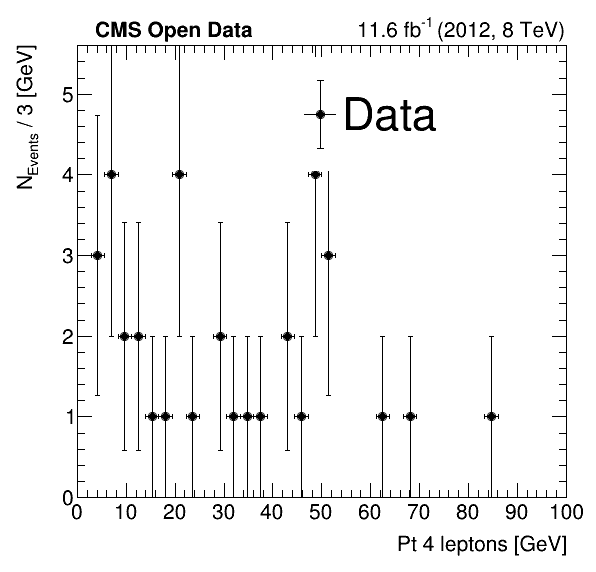 CMS Open Data
11.6 fb⁻¹ (2012, 8 TeV)
N_Events / 3 [GeV]
5
4
3
2
1
0
Data
0 10 20 30 40 50 60 70 80 90 100
Pt 4 leptons [GeV]